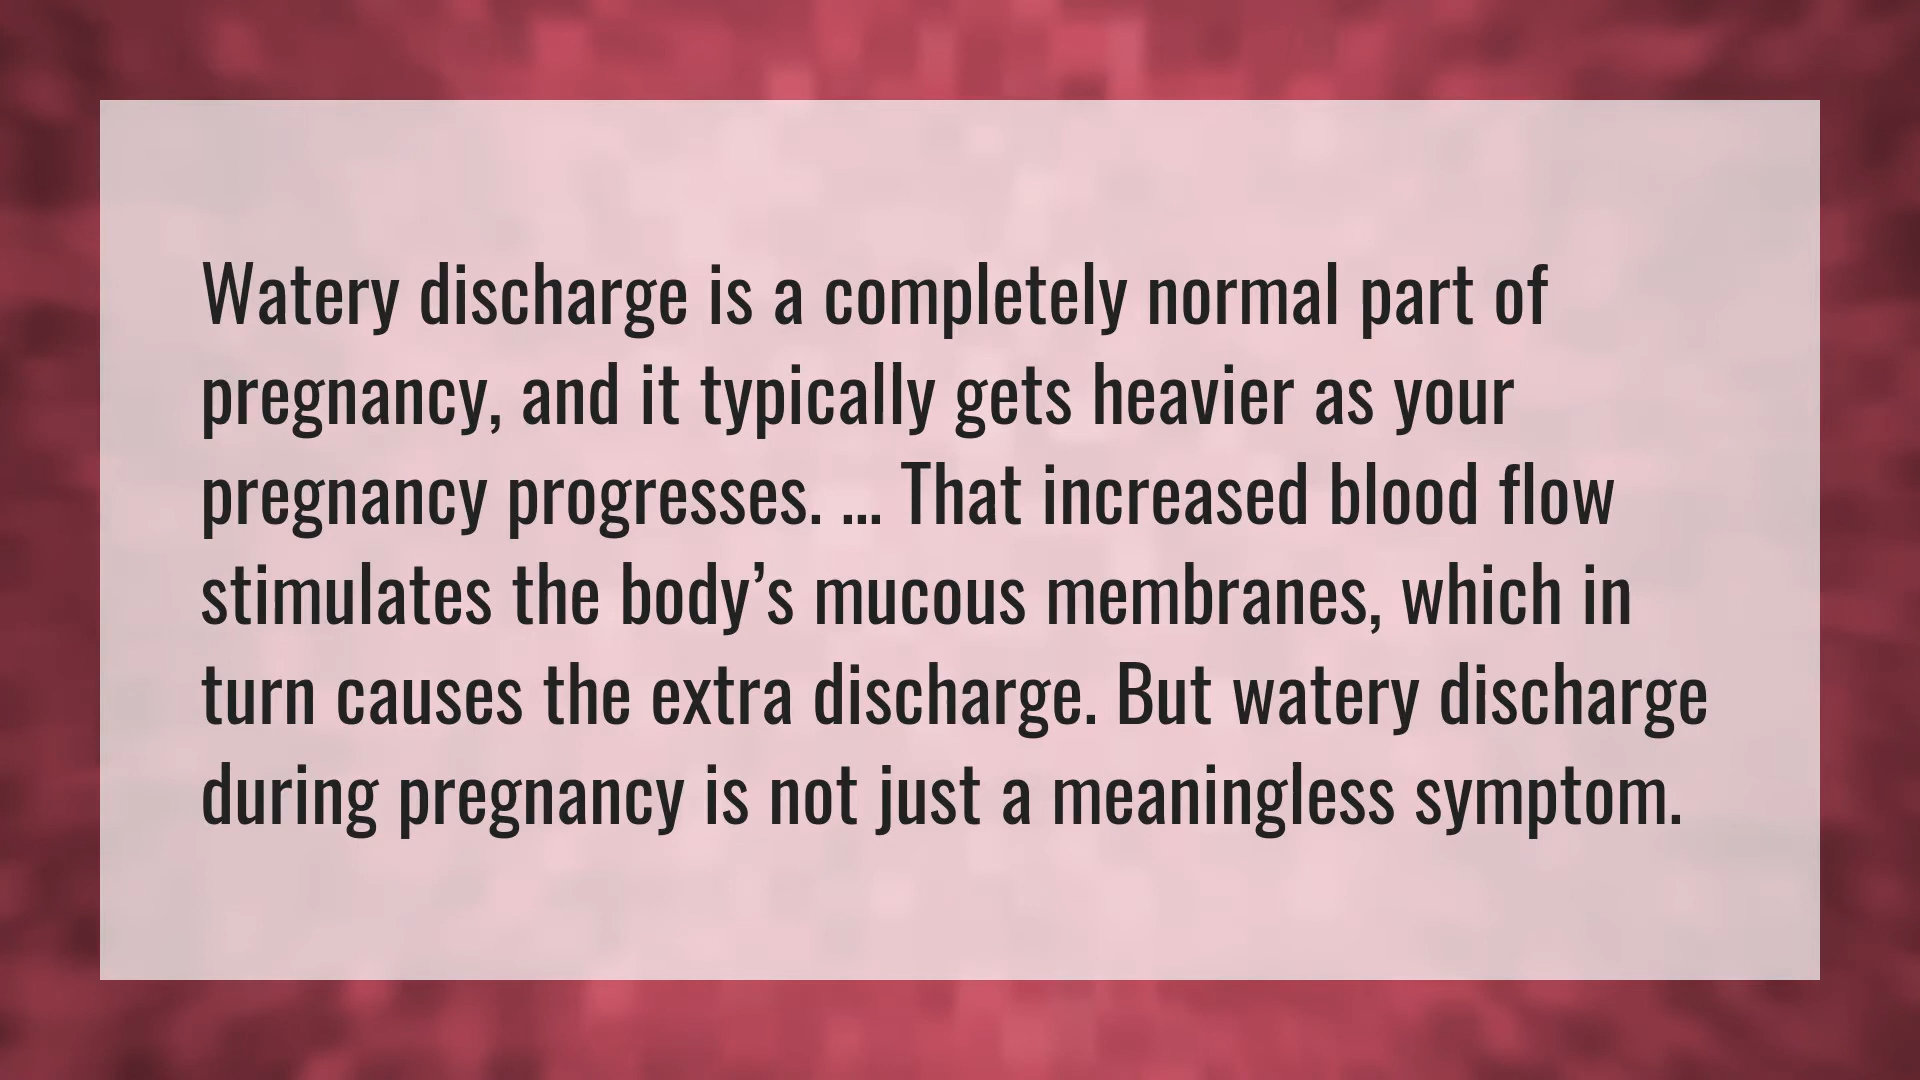 Watery discharge is a completely normal part of
pregnancy, and it typically gets heavier as your
pregnancy progresses. ... That increased blood flow
stimulates the body’s mucous membranes, which in
turn causes the extra discharge. But watery discharge
during pregnancy is not just a meaningless symptom.